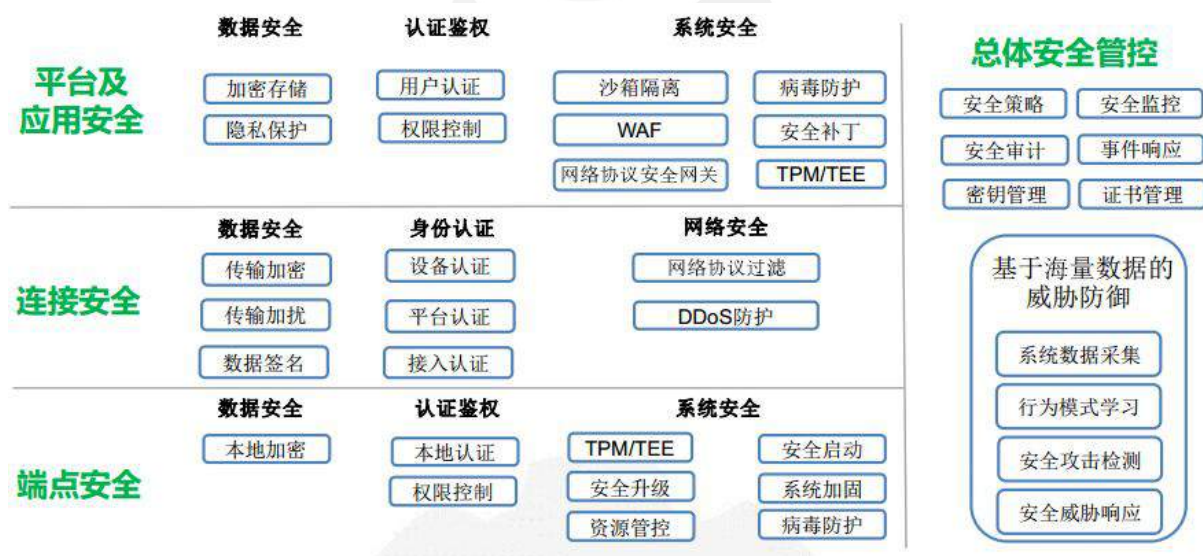 数据安全 认证鉴权 系统安全
平台及
应用安全
加密存储 用户认证 沙箱隔离 病毒防护
隐私保护 权限控制 WAF 安全补丁
网络协议安全网关 TPM/TEE
数据安全 身份认证 网络安全
连接安全
传输加密 设备认证 网络协议过滤
传输加扰 平台认证 DDoS防护
数据签名 接入认证
数据安全 认证鉴权 系统安全
端点安全
本地加密 本地认证 TPM/TEE 安全启动
权限控制 安全升级 系统加固
资源管控 病毒防护
总体安全管控
安全策略 安全监控
安全审计 事件响应
密钥管理 证书管理
基于海量数据的
威胁防御
系统数据采集
行为模式学习
安全攻击检测
安全威胁响应